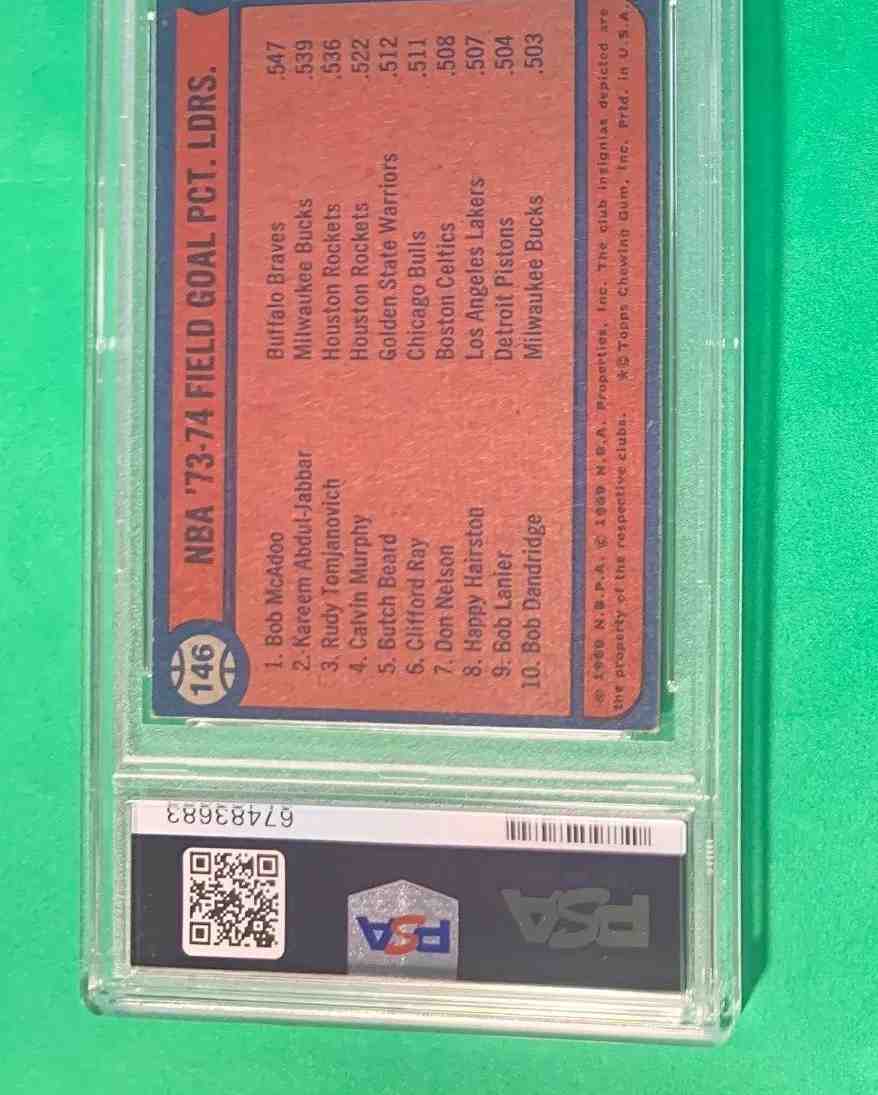 146
NBA '73-74 FIELD GOAL PCT. LDRS.
1. Bob McAdoo Buffalo Braves .547
2. Kareem Abdul-Jabbar Milwaukee Bucks .539
3. Rudy Tomjanovich Houston Rockets .536
4. Calvin Murphy Houston Rockets .522
5. Butch Beard Golden State Warriors .512
6. Clifford Ray Chicago Bulls .511
7. Don Nelson Boston Celtics .508
8. Happy Hairston Los Angeles Lakers .507
9. Bob Lanier Detroit Pistons .504
10. Bob Dandridge Milwaukee Bucks .503
© 1969 N.B.P.A. © 1969 N.B.A. Properties, Inc. The club insignias depicted are
the property of the respective clubs. ★© Topps Chewing Gum, Inc. Prtd. in U.S.A.
67483683
PSA
PSA